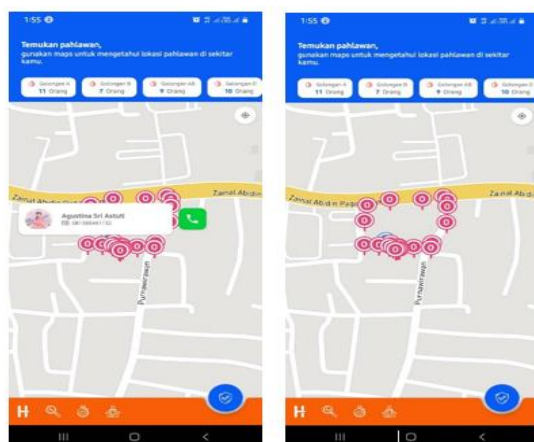 1:55
Temukan pahlawan,
gunakan maps untuk mengetahui lokasi pahlawan di sekitar
kamu.
Golongan A
11 Orang
Golongan B
7 Orang
Golongan AB
9 Orang
Golongan O
10 Orang
Zainal Abidin
Zainal Abidin
Agustina Sri Astuti
Purnawirawan
H
1:55
Temukan pahlawan,
gunakan maps untuk mengetahui lokasi pahlawan di sekitar
kamu.
Golongan A
11 Orang
Golongan B
7 Orang
Golongan AB
9 Orang
Golongan O
10 Orang
Zainal Abidin
Zainal Abidin
Purnawirawan
H